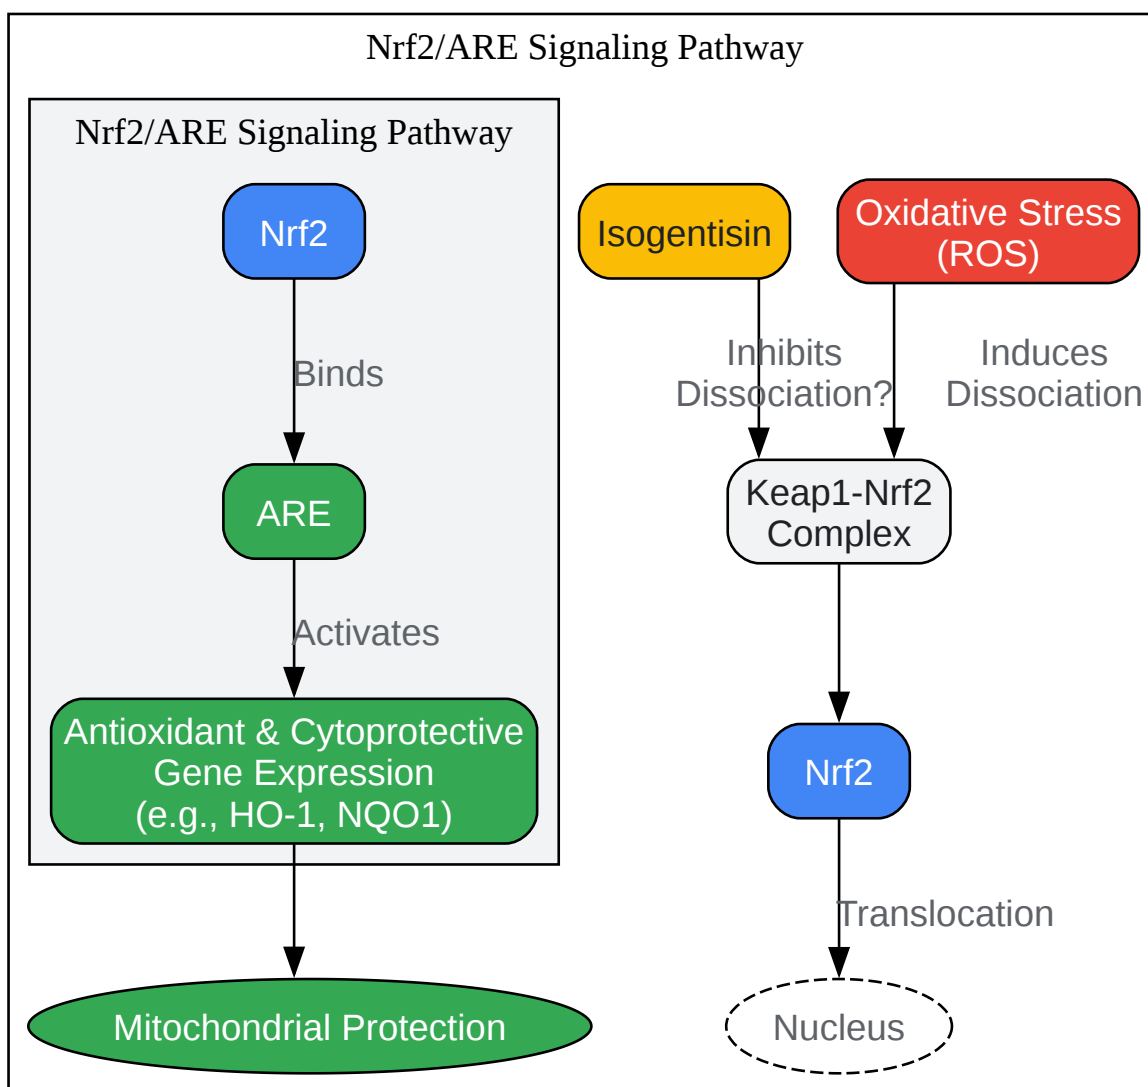 Nrf2/ARE Signaling Pathway
Nrf2/ARE Signaling Pathway
Nrf2
Binds
ARE
Activates
Antioxidant & Cytoprotective
Gene Expression
(e.g., HO-1, NQO1)
Mitochondrial Protection
Isogentisin
Inhibits
Dissociation?
Oxidative Stress
(ROS)
Induces
Dissociation
Keap1-Nrf2
Complex
Nrf2
Translocation
Nucleus